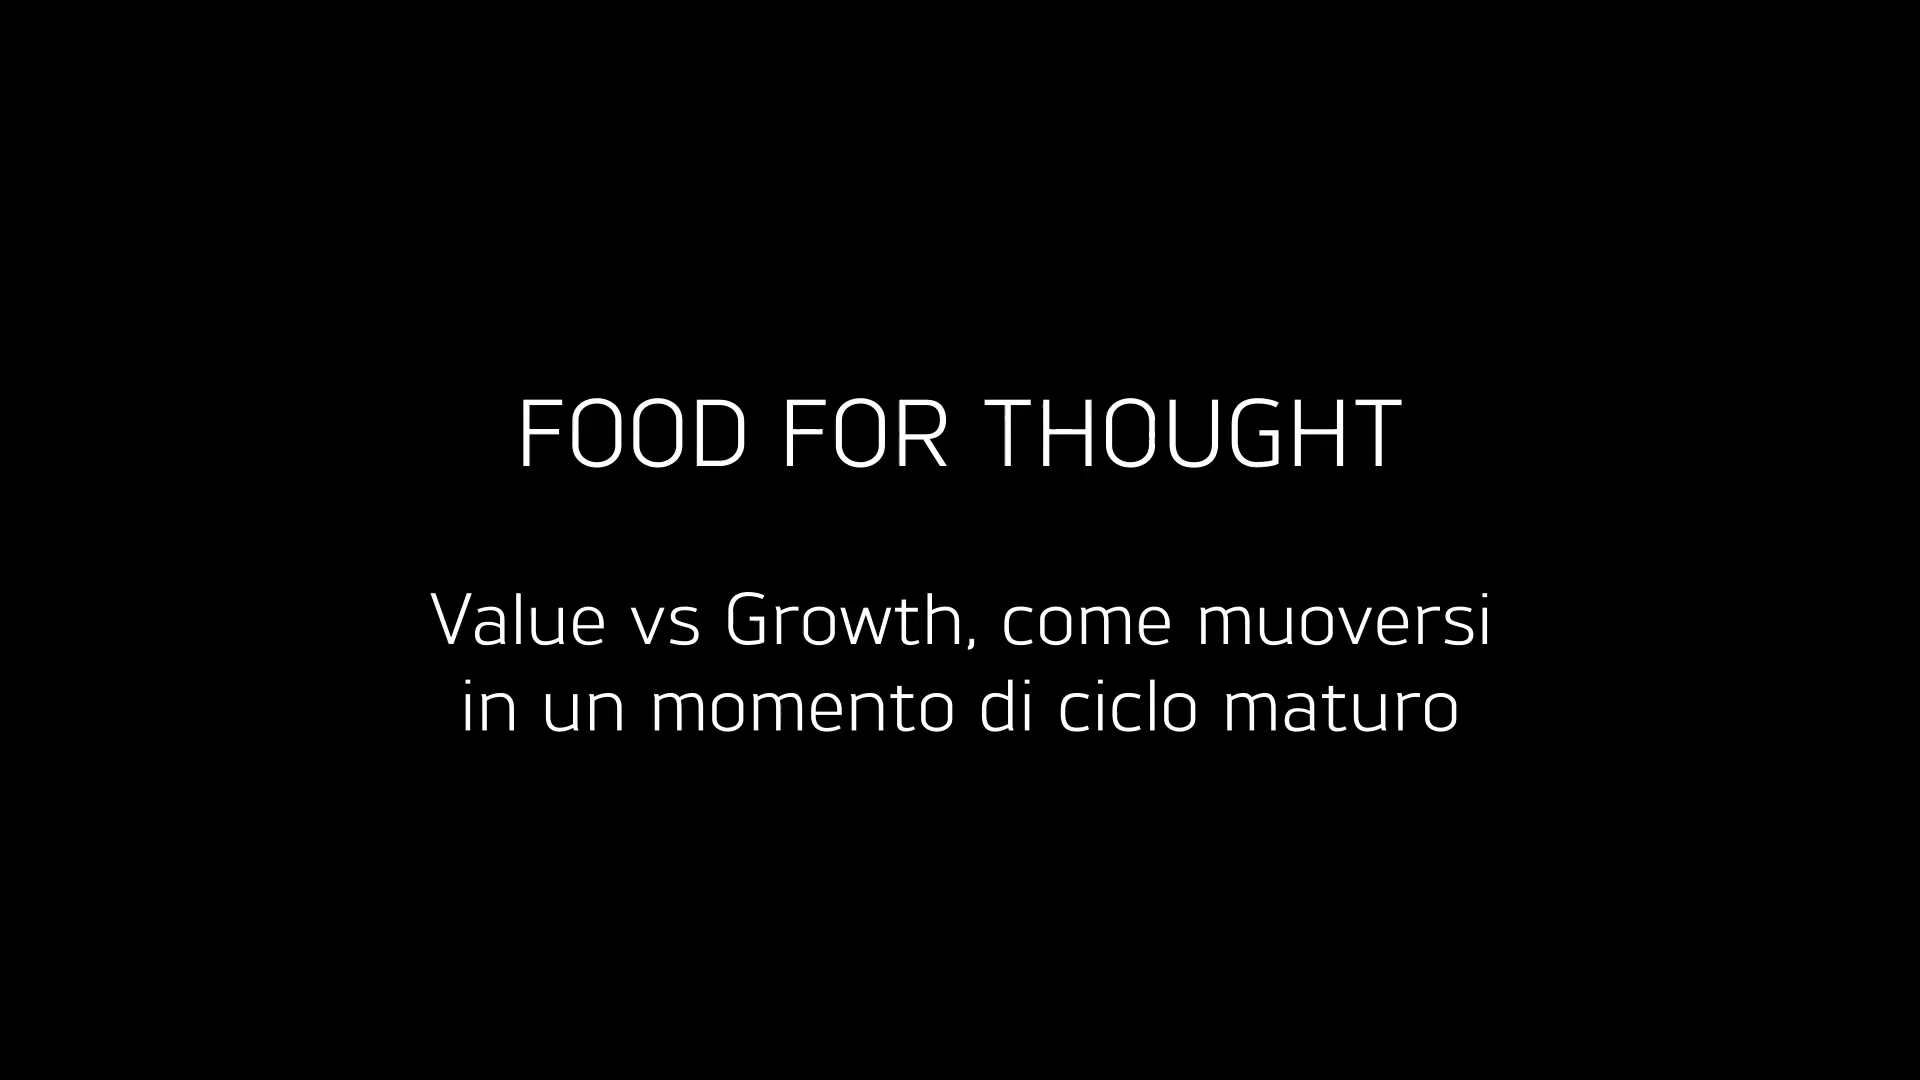 FOOD FOR THOUGHT
Value vs Growth, come muoversi
in un momento di ciclo maturo